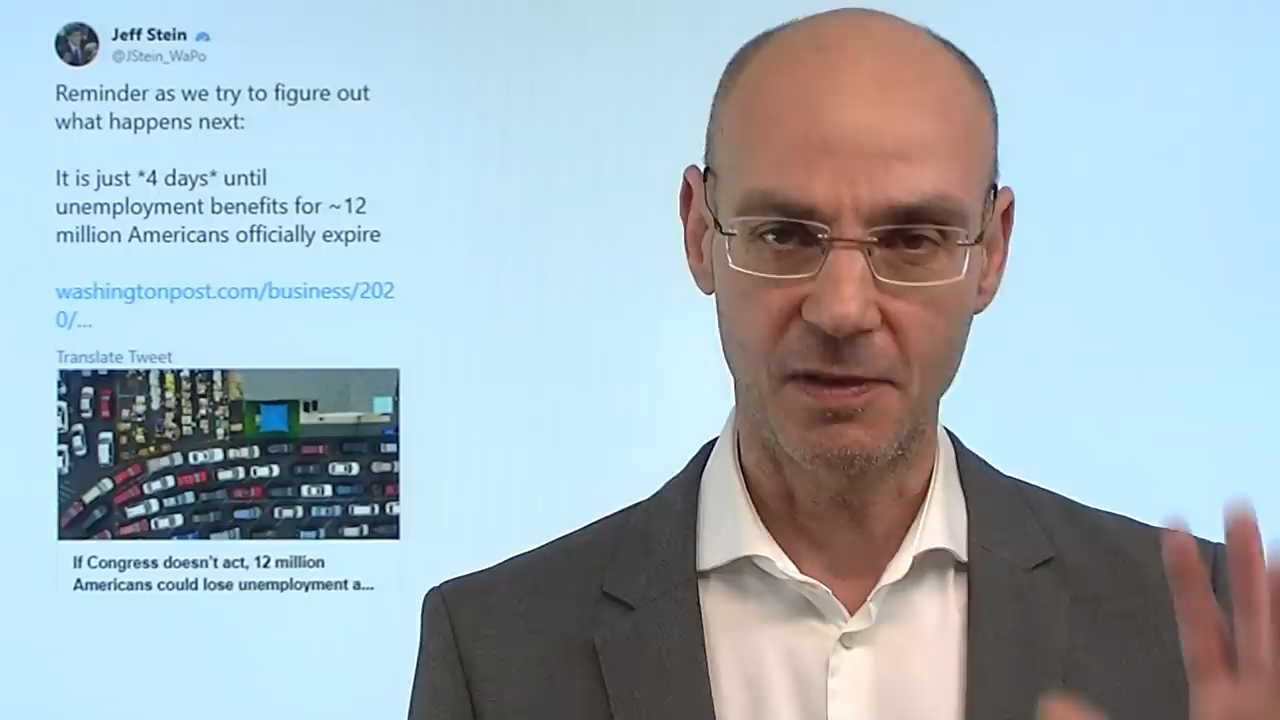 Jeff Stein
@JStein_WaPo
Reminder as we try to figure out
what happens next:
It is just *4 days* until
unemployment benefits for ~12
million Americans officially expire
washingtonpost.com/business/202
0/...
Translate Tweet
If Congress doesn't act, 12 million
Americans could lose unemployment a...